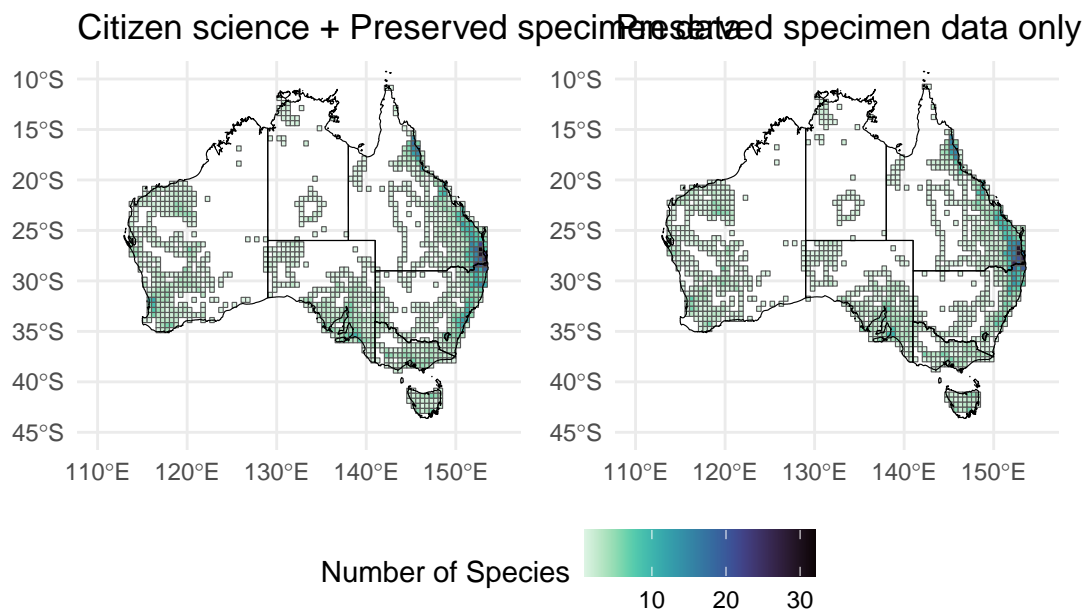 Citizen science + Preserved specimen data
Preserved specimen data only
10°S
15°S
20°S
25°S
30°S
35°S
40°S
45°S
110°E
120°E
130°E
140°E
150°E
10°S
15°S
20°S
25°S
30°S
35°S
40°S
45°S
110°E
120°E
130°E
140°E
150°E
Number of Species
10
20
30